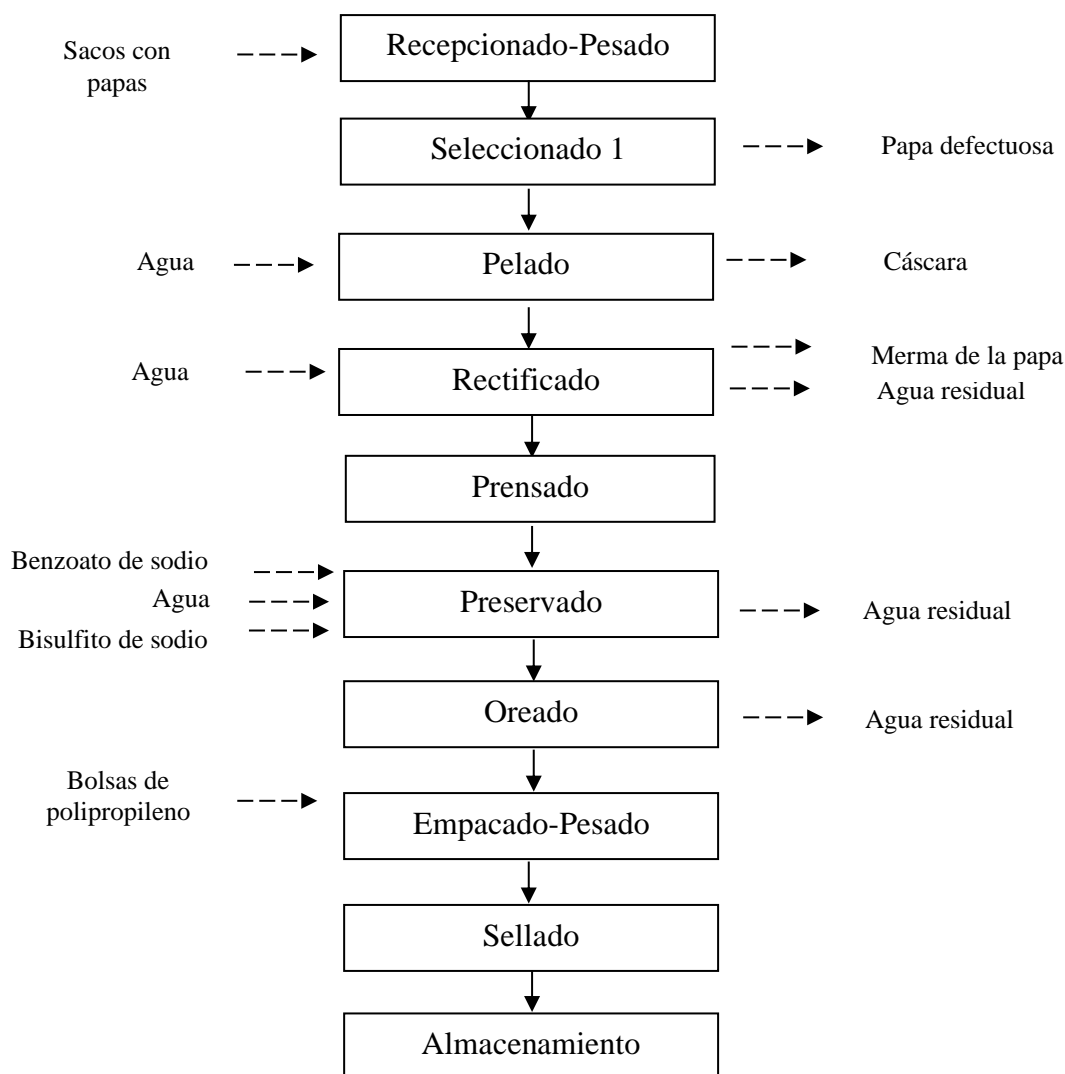 Sacos con
papas
Recepcionado-Pesado
Seleccionado 1
Papa defectuosa
Agua
Pelado
Cáscara
Agua
Rectificado
Merma de la papa
Agua residual
Prensado
Benzoato de sodio
Agua
Bisulfito de sodio
Preservado
Agua residual
Oreado
Agua residual
Bolsas de
polipropileno
Empacado-Pesado
Sellado
Almacenamiento